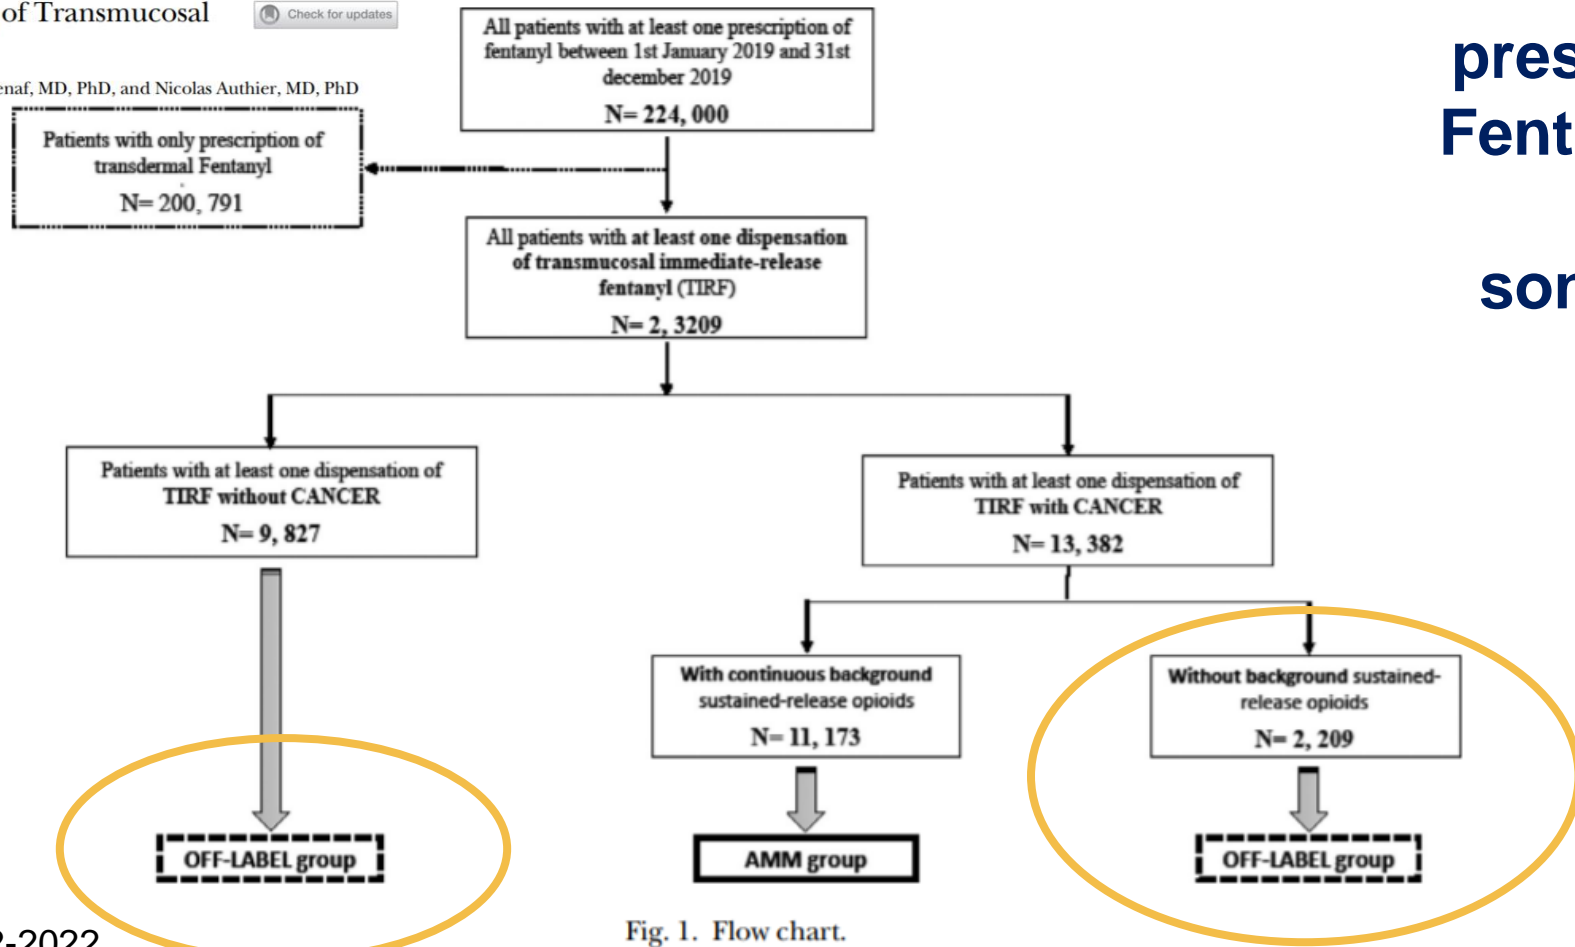 of Transmucosal
Check for updates
enaf, MD, PhD, and Nicolas Authier, MD, PhD
All patients with at least one prescription of
fentanyl between 1st January 2019 and 31st
december 2019
N= 224, 000
Patients with only prescription of
transdermal Fentanyl
N= 200, 791
All patients with at least one dispensation
of transmucosal immediate-release
fentanyl (TIRF)
N= 2, 3209
Patients with at least one dispensation of
TIRF without CANCER
N= 9, 827
Patients with at least one dispensation of
TIRF with CANCER
N= 13, 382
With continuous background
sustained-release opioids
N= 11, 173
Without background sustained-
release opioids
N= 2, 209
OFF-LABEL group
AMM group
OFF-LABEL group
Fig. 1. Flow chart.
pres
Fent
son
-2022